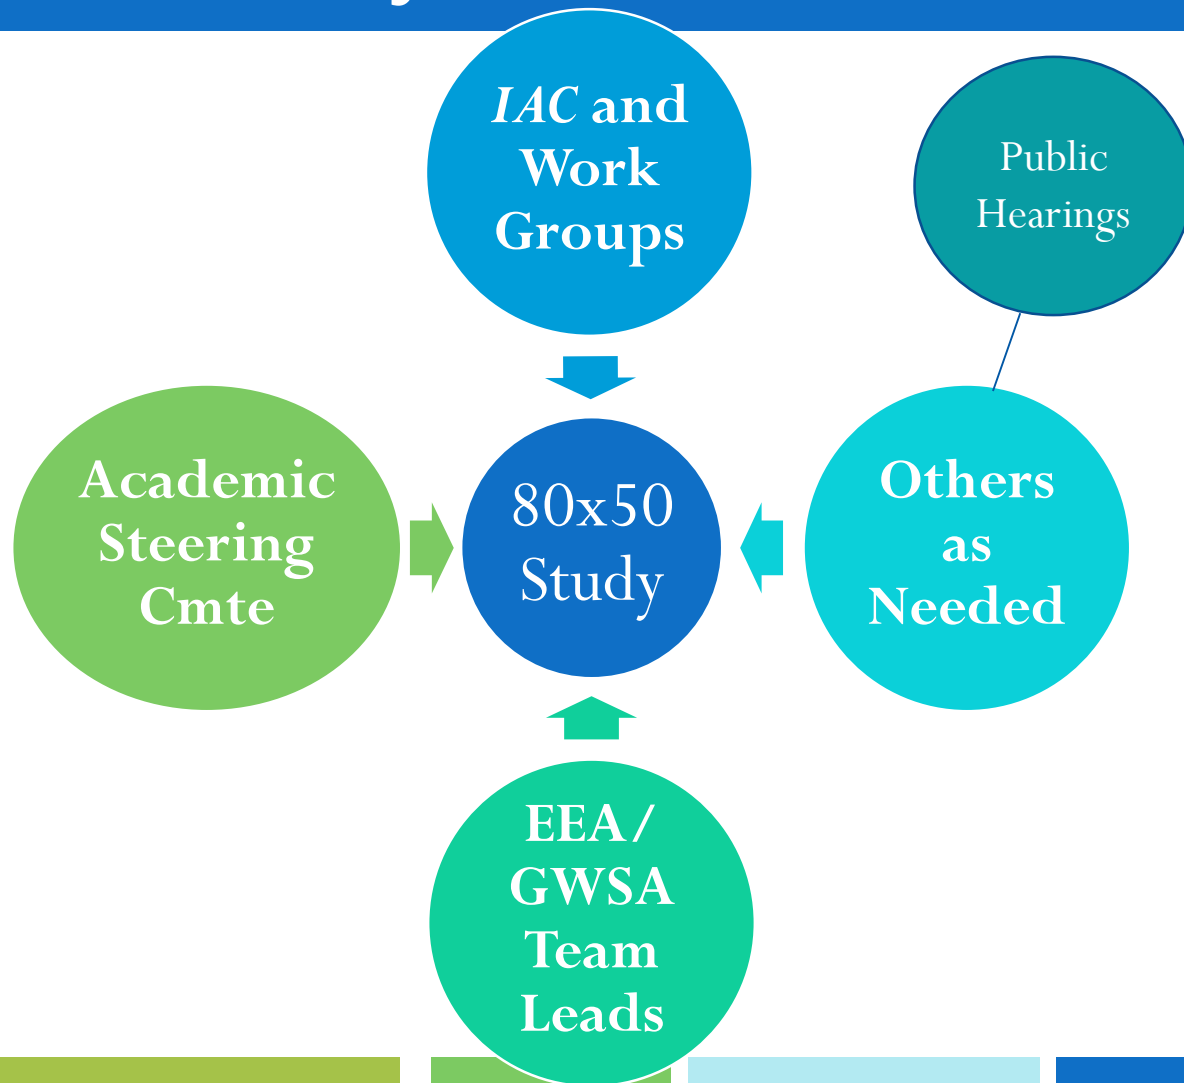 IAC and
Work
Groups
Public
Hearings
Academic
Steering
Cmte
80x50
Study
Others
as
Needed
EEA/
GWSA
Team
Leads